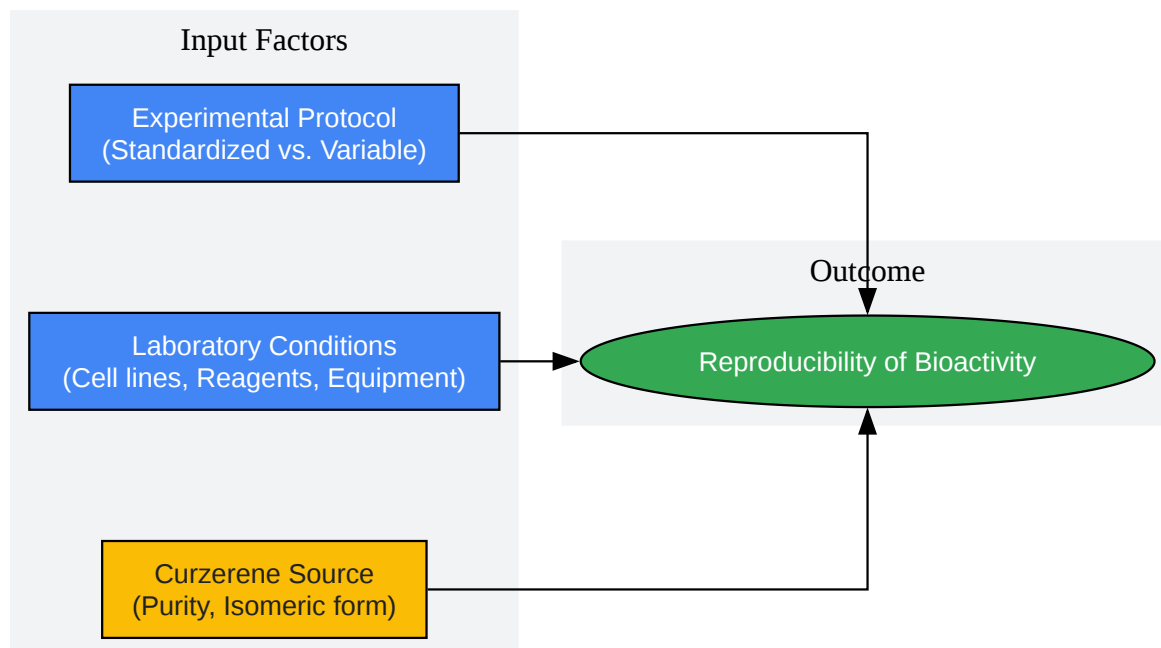 Input Factors
Experimental Protocol
(Standardized vs. Variable)
Outcome
Laboratory Conditions
(Cell lines, Reagents, Equipment)
Reproducibility of Bioactivity
Curzerene Source
(Purity, Isomeric form)